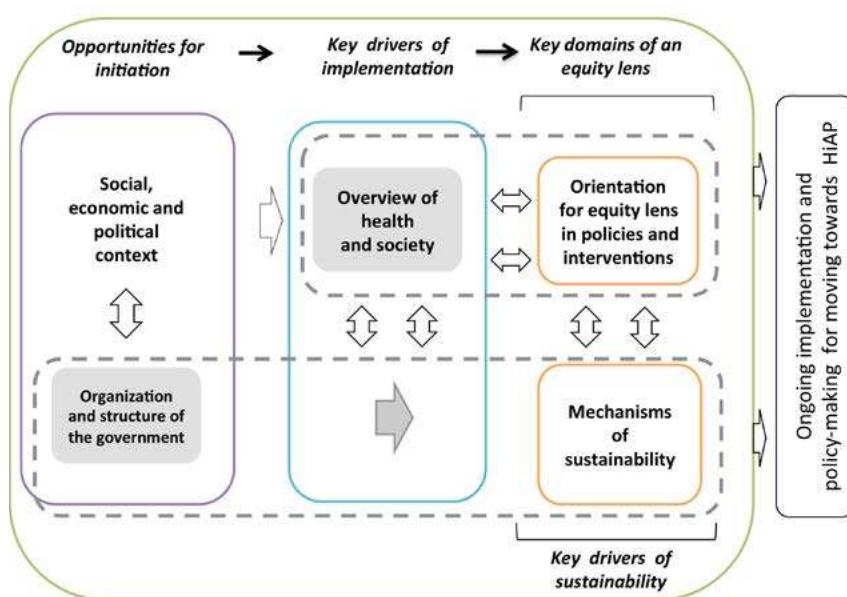 Opportunities for
initiation
Key drivers of
implementation
Key domains of an
equity lens
Social,
economic and
political
context
Overview of
health
and society
Orientation
for equity lens
in policies and
interventions
Organization
and structure of
the government
Mechanisms
of
sustainability
Key drivers of
sustainability
Ongoing implementation and
policy-making for moving towards HiAP